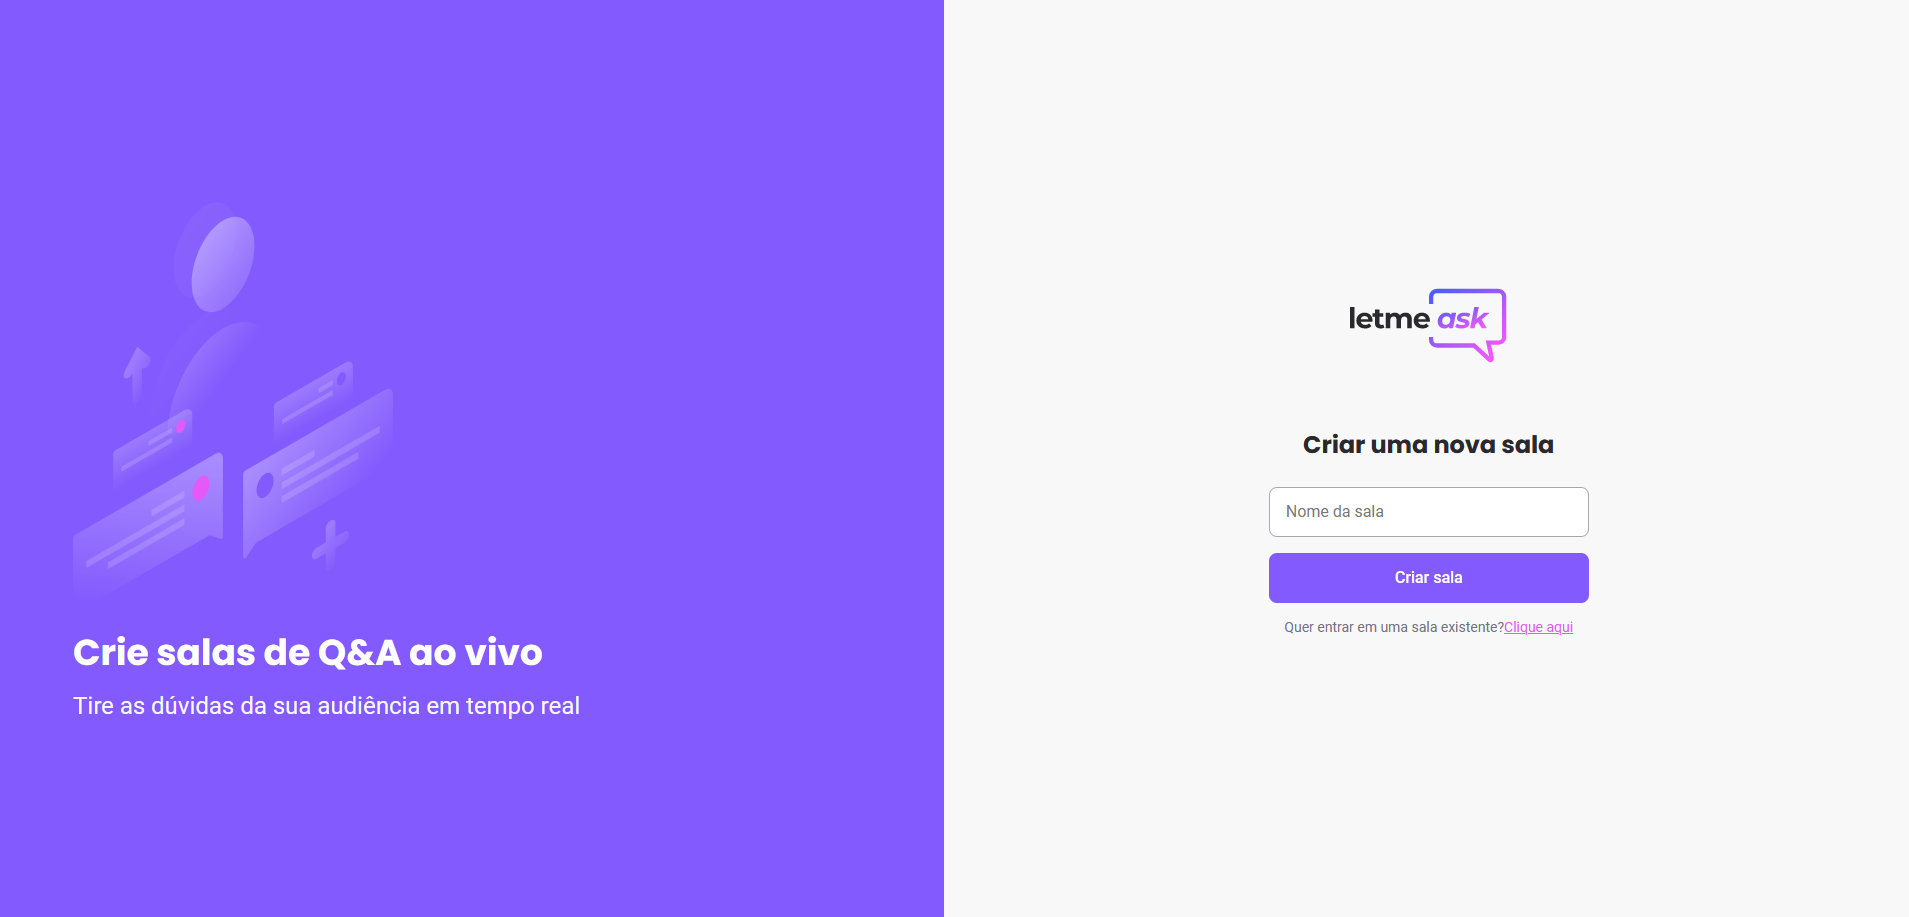 Crie salas de Q&A ao vivo
Tire as dúvidas da sua audiência em tempo real
letme ask
Criar uma nova sala
Nome da sala
Criar sala
Quer entrar em uma sala existente?Clique aqui